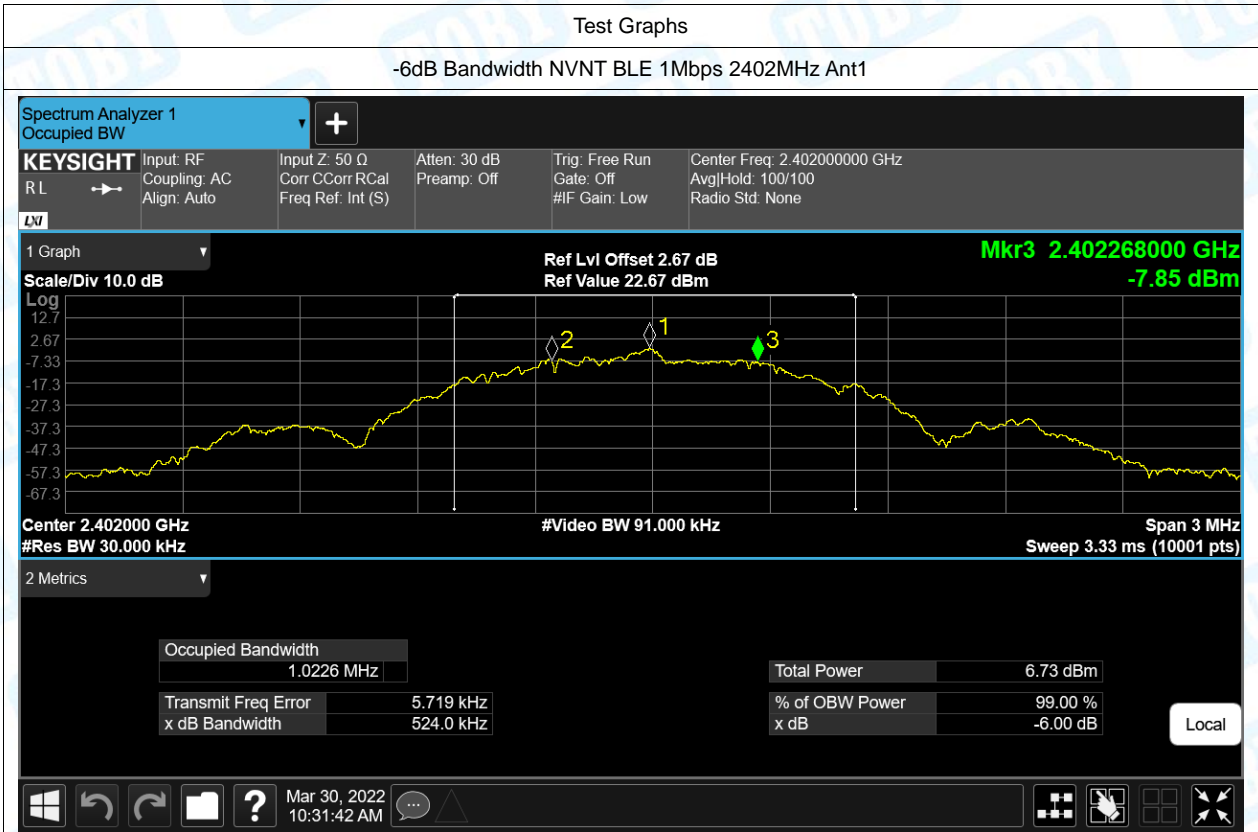 Test Graphs
-6dB Bandwidth NVNT BLE 1Mbps 2402MHz Ant1
Spectrum Analyzer 1
Occupied BW
KEYSIGHT Input: RF Input Z: 50 Ω Atten: 30 dB Trig: Free Run Center Freq: 2.402000000 GHz
R L Coupling: AC Corr CCorr RCal Preamp: Off Gate: Off Avg|Hold: 100/100
Align: Auto Freq Ref: Int (S) #IF Gain: Low Radio Std: None
LXI
1 Graph Ref Lvl Offset 2.67 dB Mkr3 2.402268000 GHz
Scale/Div 10.0 dB Ref Value 22.67 dBm -7.85 dBm
Log
12.7
2.67
-7.33
-17.3
-27.3
-37.3
-47.3
-57.3
-67.3
2 1 3
Center 2.402000 GHz #Video BW 91.000 kHz Span 3 MHz
#Res BW 30.000 kHz Sweep 3.33 ms (10001 pts)
2 Metrics
Occupied Bandwidth
1.0226 MHz Total Power 6.73 dBm
Transmit Freq Error 5.719 kHz % of OBW Power 99.00 %
x dB Bandwidth 524.0 kHz x dB -6.00 dB
Local
? Mar 30, 2022
10:31:42 AM
TOBY